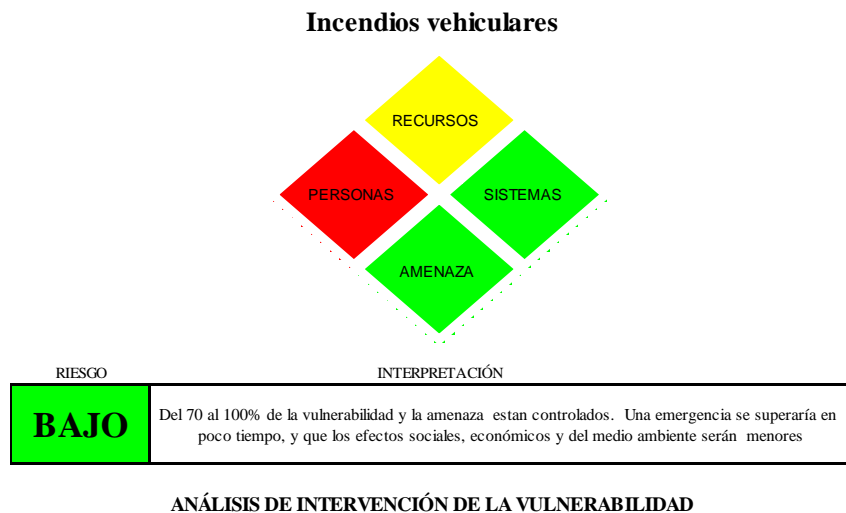 Incendios vehiculares
RECURSOS
PERSONAS
SISTEMAS
AMENAZA
RIESGO
INTERPRETACIÓN
BAJO
Del 70 al 100% de la vulnerabilidad y la amenaza estan controlados. Una emergencia se superaría en
poco tiempo, y que los efectos sociales, económicos y del medio ambiente serán menores
ANÁLISIS DE INTERVENCIÓN DE LA VULNERABILIDAD